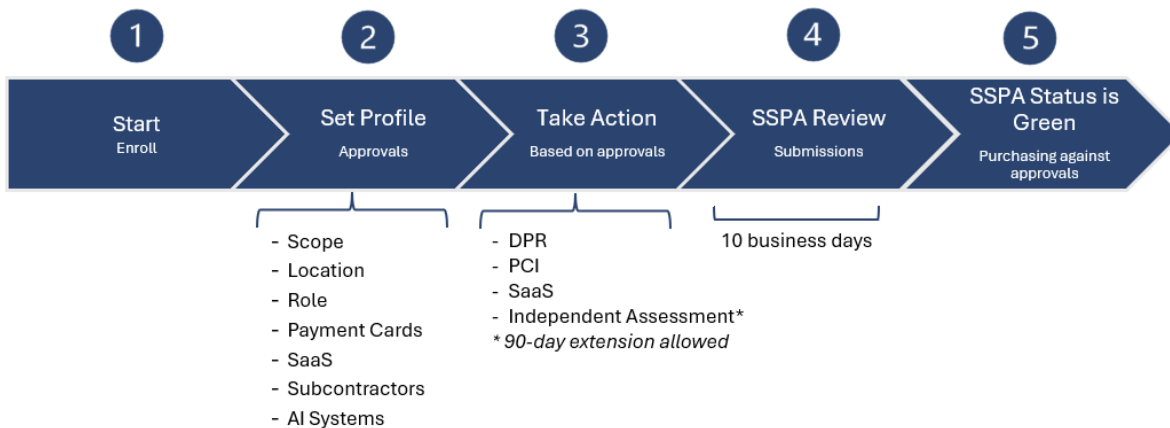 1
2
3
4
5
Start
Enroll
Set Profile
Approvals
Take Action
Based on approvals
SSPA Review
Submissions
SSPA Status is
Green
Purchasing against
approvals
- Scope
- Location
- Role
- Payment Cards
- SaaS
- Subcontractors
- AI Systems
- DPR
- PCI
- SaaS
- Independent Assessment*
* 90-day extension allowed
10 business days